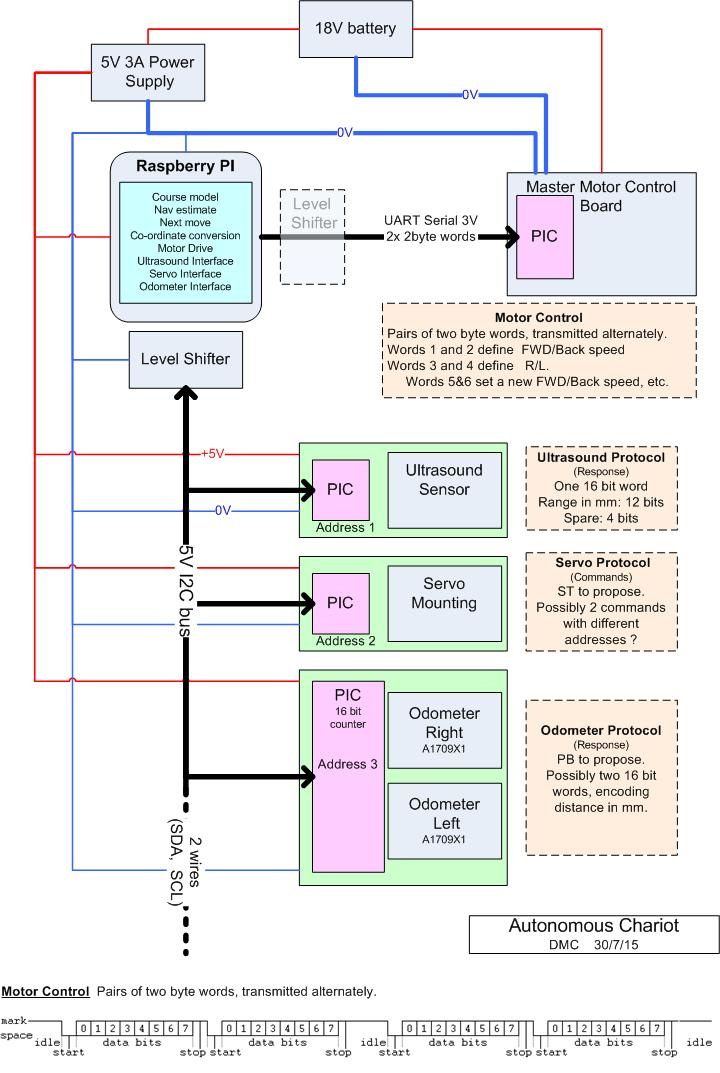 18V battery
5V 3A Power
Supply
0V
0V
Raspberry PI
Course model
Nav estimate
Next move
Co-ordinate conversion
Motor Drive
Ultrasound Interface
Servo Interface
Odometer Interface
Level
Shifter
UART Serial 3V
2x 2byte words
Master Motor Control
Board
PIC
Motor Control
Pairs of two byte words, transmitted alternately.
Words 1 and 2 define FWD/Back speed
Words 3 and 4 define R/L.
Words 5&6 set a new FWD/Back speed, etc.
Level Shifter
+5V
0V
5V I2C bus
PIC
Address 1
Ultrasound
Sensor
Ultrasound Protocol
(Response)
One 16 bit word
Range in mm: 12 bits
Spare: 4 bits
PIC
Address 2
Servo
Mounting
Servo Protocol
(Commands)
ST to propose.
Possibly 2 commands
with different
addresses ?
PIC
16 bit
counter
Address 3
Odometer
Right
A1709X1
Odometer
Left
A1709X1
Odometer Protocol
(Response)
PB to propose.
Possibly two 16 bit
words, encoding
distance in mm.
2 wires
(SDA, SCL)
Autonomous Chariot
DMC 30/7/15
Motor Control Pairs of two byte words, transmitted alternately.
mark
space
0 1 2 3 4 5 6 7 0 1 2 3 4 5 6 7 0 1 2 3 4 5 6 7 0 1 2 3 4 5 6 7
idle data bits data bits idle data bits data bits idle
start stop start stop start stop start stop